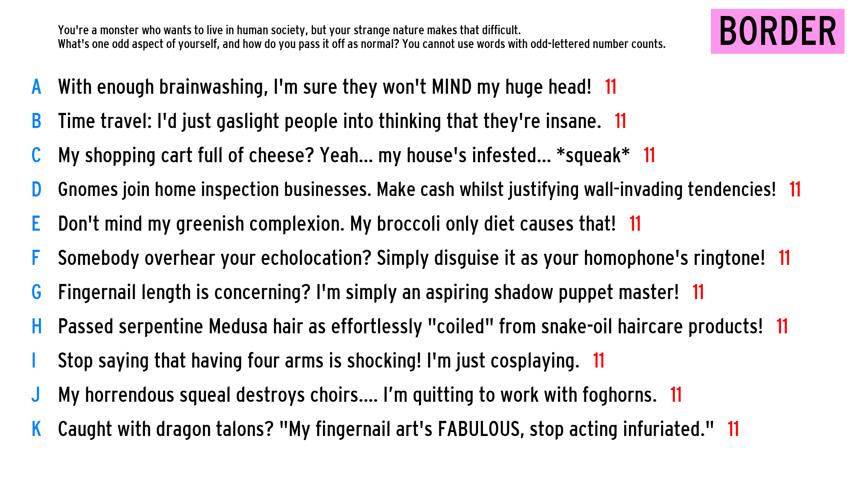 You're a monster who wants to live in human society, but your strange nature makes that difficult.
What's one odd aspect of yourself, and how do you pass it off as normal? You cannot use words with odd-lettered number counts.
BORDER
A With enough brainwashing, I'm sure they won't MIND my huge head! 11
B Time travel: I'd just gaslight people into thinking that they're insane. 11
C My shopping cart full of cheese? Yeah... my house's infested... *squeak* 11
D Gnomes join home inspection businesses. Make cash whilst justifying wall-invading tendencies! 11
E Don't mind my greenish complexion. My broccoli only diet causes that! 11
F Somebody overhear your echolocation? Simply disguise it as your homophone's ringtone! 11
G Fingernail length is concerning? I'm simply an aspiring shadow puppet master! 11
H Passed serpentine Medusa hair as effortlessly "coiled" from snake-oil haircare products! 11
I Stop saying that having four arms is shocking! I'm just cosplaying. 11
J My horrendous squeal destroys choirs.... I’m quitting to work with foghorns. 11
K Caught with dragon talons? "My fingernail art's FABULOUS, stop acting infuriated." 11